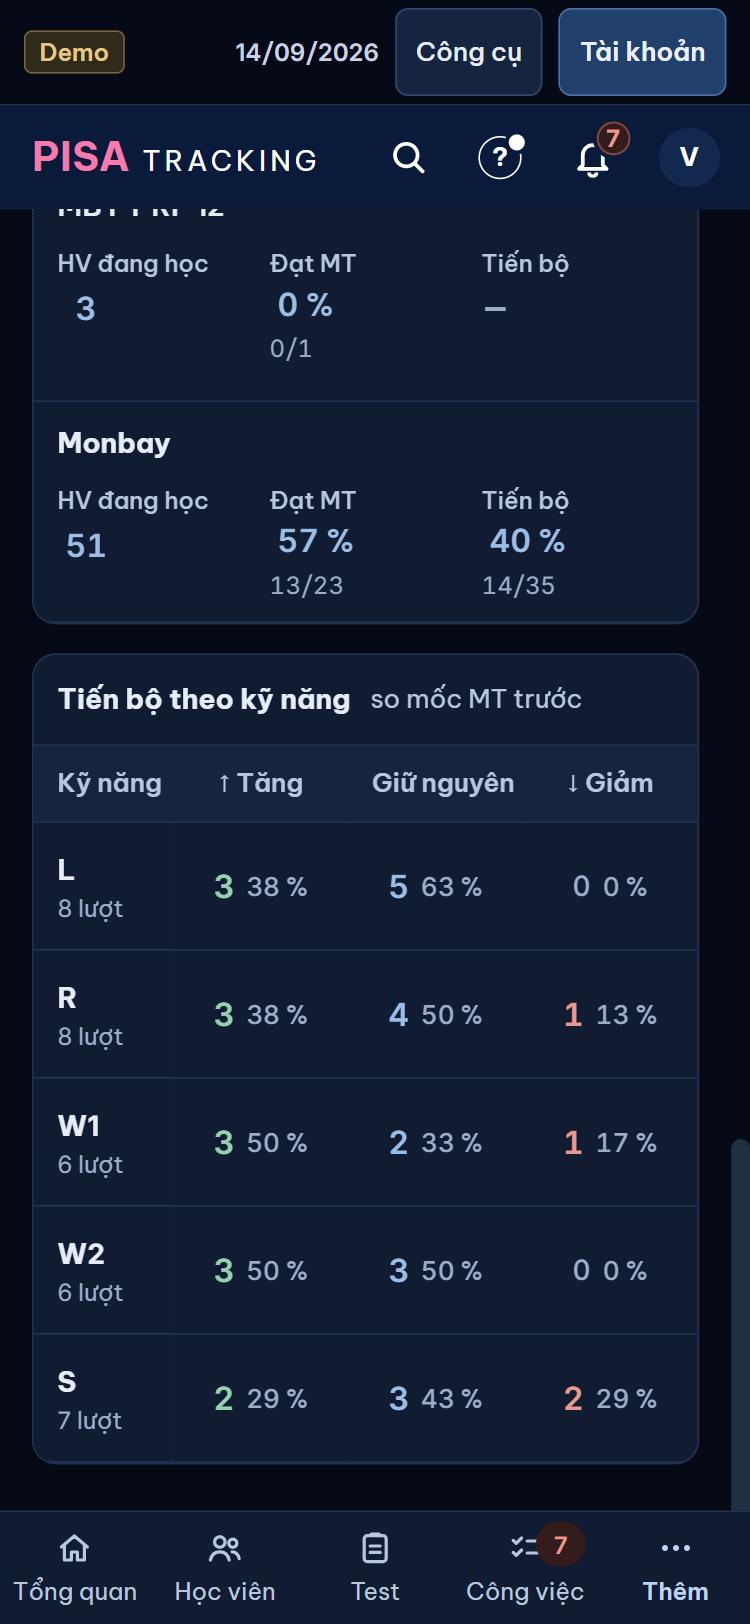 Demo 14/09/2026 Công cụ Tài khoản
PISA TRACKING ? 7 V
HV đang học Đạt MT Tiến bộ
3 0 % –
0/1
Monbay
HV đang học Đạt MT Tiến bộ
51 57 % 40 %
13/23 14/35
Tiến bộ theo kỹ năng so mốc MT trước
Kỹ năng ↑ Tăng Giữ nguyên ↓ Giảm
L
8 lượt 3 38 % 5 63 % 0 0 %
R
8 lượt 3 38 % 4 50 % 1 13 %
W1
6 lượt 3 50 % 2 33 % 1 17 %
W2
6 lượt 3 50 % 3 50 % 0 0 %
S
7 lượt 2 29 % 3 43 % 2 29 %
7
Tổng quan Học viên Test Công việc Thêm